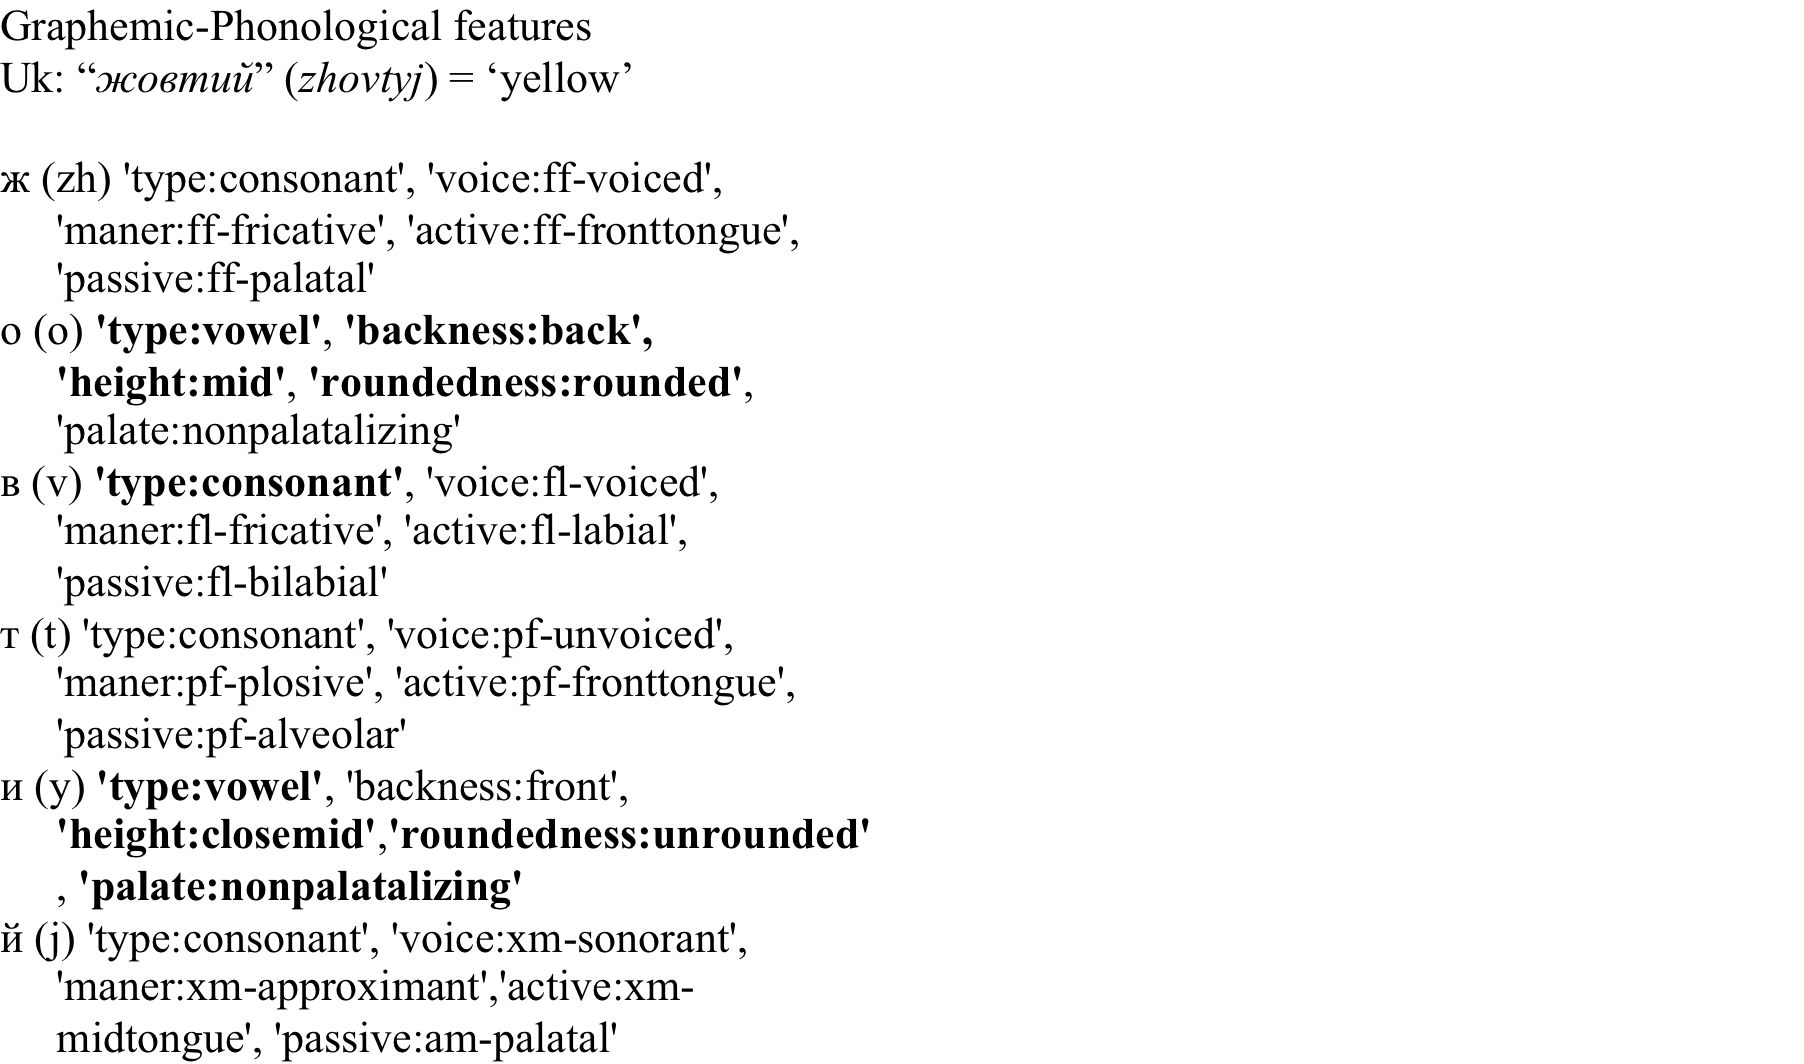 Graphemic-Phonological features
Uk: “жовтий” (zhovtyj) = ‘yellow’
ж (zh) 'type:consonant', 'voice:ff-voiced',
'maner:ff-fricative', 'active:ff-fronttongue',
'passive:ff-palatal'
о (o) 'type:vowel', 'backness:back',
'height:mid', 'roundedness:rounded',
'palate:nonpalatalizing'
в (v) 'type:consonant', 'voice:fl-voiced',
'maner:fl-fricative', 'active:fl-labial',
'passive:fl-bilabial'
т (t) 'type:consonant', 'voice:pf-unvoiced',
'maner:pf-plosive', 'active:pf-fronttongue',
'passive:pf-alveolar'
и (y) 'type:vowel', 'backness:front',
'height:closemid','roundedness:unrounded'
, 'palate:nonpalatalizing'
й (j) 'type:consonant', 'voice:xm-sonorant',
'maner:xm-approximant','active:xm-
midtongue', 'passive:am-palatal'